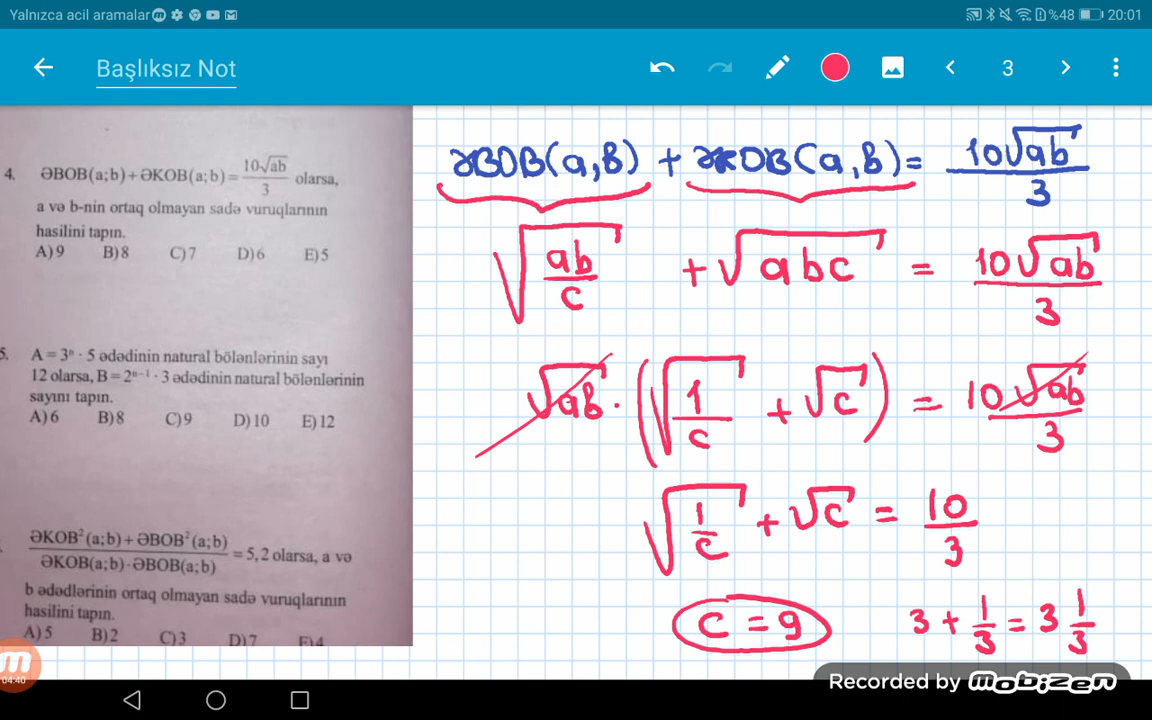 Yalnızca acil aramalar
%48 20:01
Başlıksız Not
3
4. ƏBOB(a;b)+ƏKOB(a;b)=10√ab/3 olarsa,
a və b-nin ortaq olmayan sadə vuruqlarının
hasilini tapın.
A)9 B)8 C)7 D)6 E)5
5. A=3ⁿ·5 ədədinin natural bölənlərinin sayı
12 olarsa, B=2ⁿ⁻¹·3 ədədinin natural bölənlərinin
sayını tapın.
A)6 B)8 C)9 D)10 E)12
ƏKOB²(a;b)+ƏBOB²(a;b)/ƏKOB(a;b)·ƏBOB(a;b)=5,2 olarsa, a və
b ədədlərinin ortaq olmayan sadə vuruqlarının
hasilini tapın.
A)5 B)2 C)3 D)7 E)4
ƏBOB(a,b)+ƏKOB(a,b)=10√ab/3
√ab/c +√abc = 10√ab/3
√ab·(√1/c +√c) = 10√ab/3
√1/c +√c = 10/3
c=9 3+1/3=3 1/3
m
04:40
Recorded by mobizen